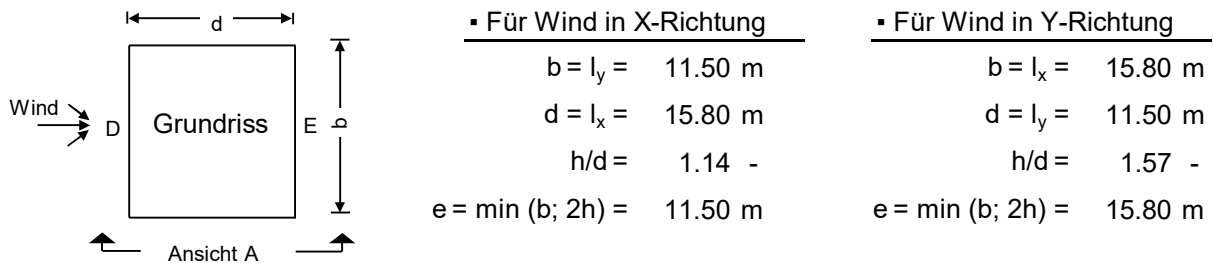 d
Wind
D
Grundriss
E
b
Ansicht A
▪ Für Wind in X-Richtung
b = l_y = 11.50 m
d = l_x = 15.80 m
h/d = 1.14 -
e = min (b; 2h) = 11.50 m
▪ Für Wind in Y-Richtung
b = l_x = 15.80 m
d = l_y = 11.50 m
h/d = 1.57 -
e = min (b; 2h) = 15.80 m